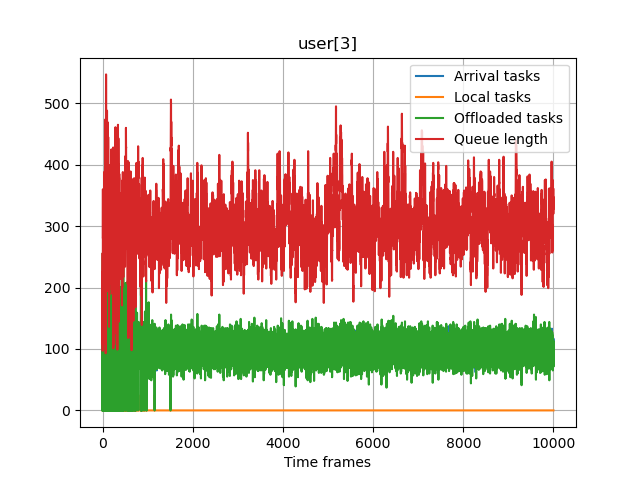 user[3]
Arrival tasks
Local tasks
Offloaded tasks
Queue length
500
400
300
200
100
0
0 2000 4000 6000 8000 10000
Time frames